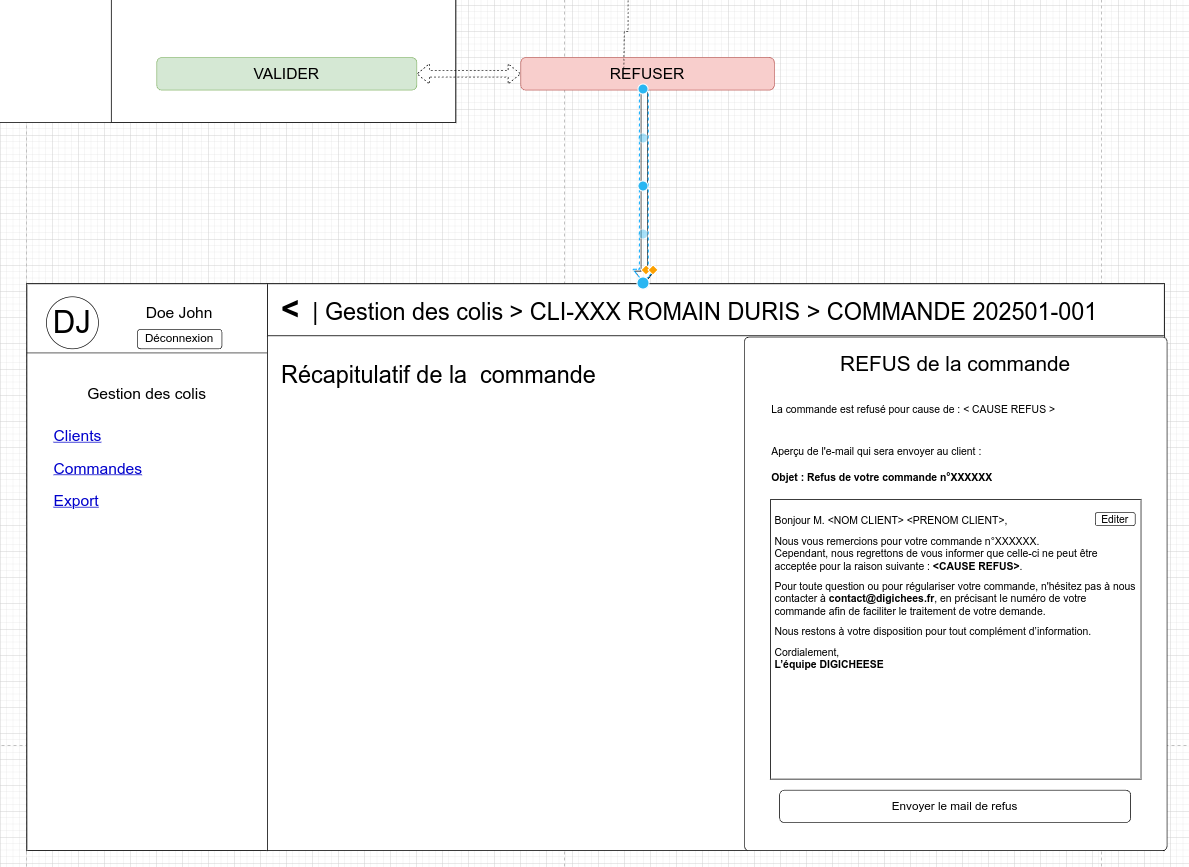 VALIDER
REFUSER
DJ
Doe John
Déconnexion
< | Gestion des colis > CLI-XXX ROMAIN DURIS > COMMANDE 202501-001
Gestion des colis
Clients
Commandes
Export
Récapitulatif de la commande
REFUS de la commande
La commande est refusé pour cause de : < CAUSE REFUS >
Aperçu de l'e-mail qui sera envoyer au client :
Objet : Refus de votre commande n°XXXXXX
Bonjour M. <NOM CLIENT> <PRENOM CLIENT>,
Editer
Nous vous remercions pour votre commande n°XXXXXX.
Cependant, nous regrettons de vous informer que celle-ci ne peut être
acceptée pour la raison suivante : <CAUSE REFUS>.
Pour toute question ou pour régulariser votre commande, n'hésitez pas à nous
contacter à contact@digichees.fr, en précisant le numéro de votre
commande afin de faciliter le traitement de votre demande.
Nous restons à votre disposition pour tout complément d'information.
Cordialement,
L'équipe DIGICHEESE
Envoyer le mail de refus